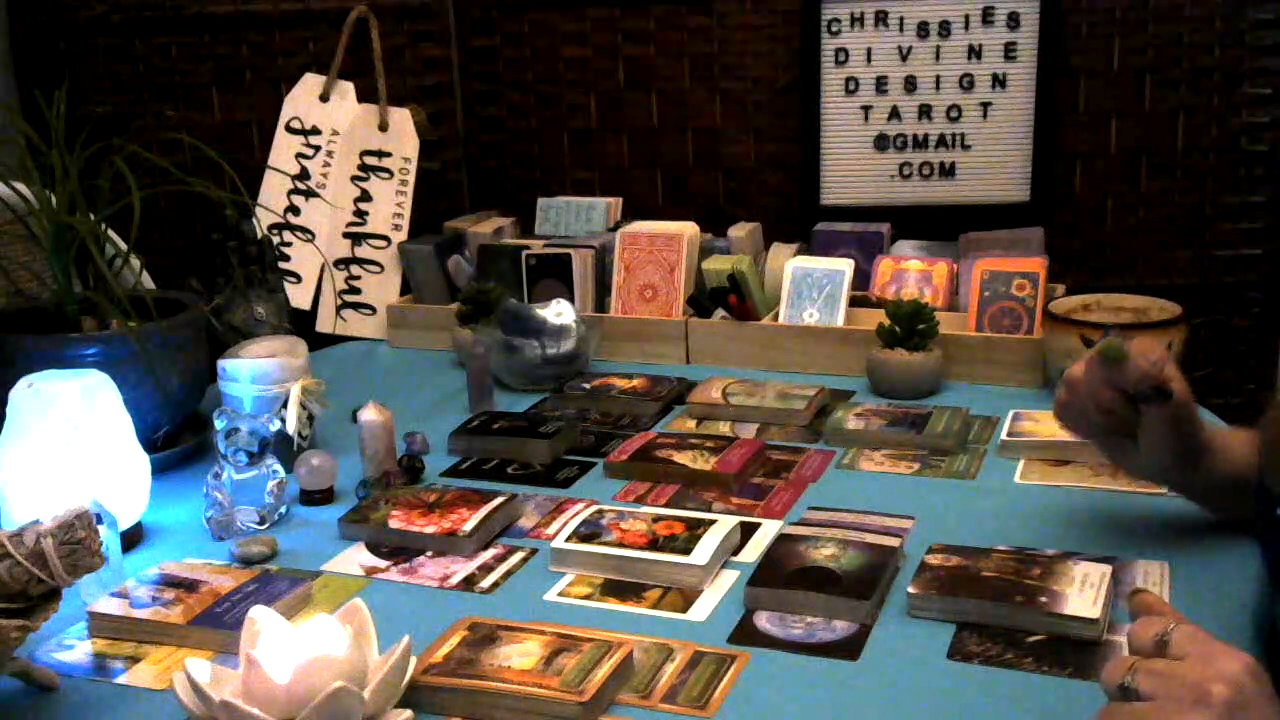 CHRISSIES
DIVINE
DESIGN
TAROT
@GMAIL
.COM
ALWAYS
grateful
FOREVER
thankful